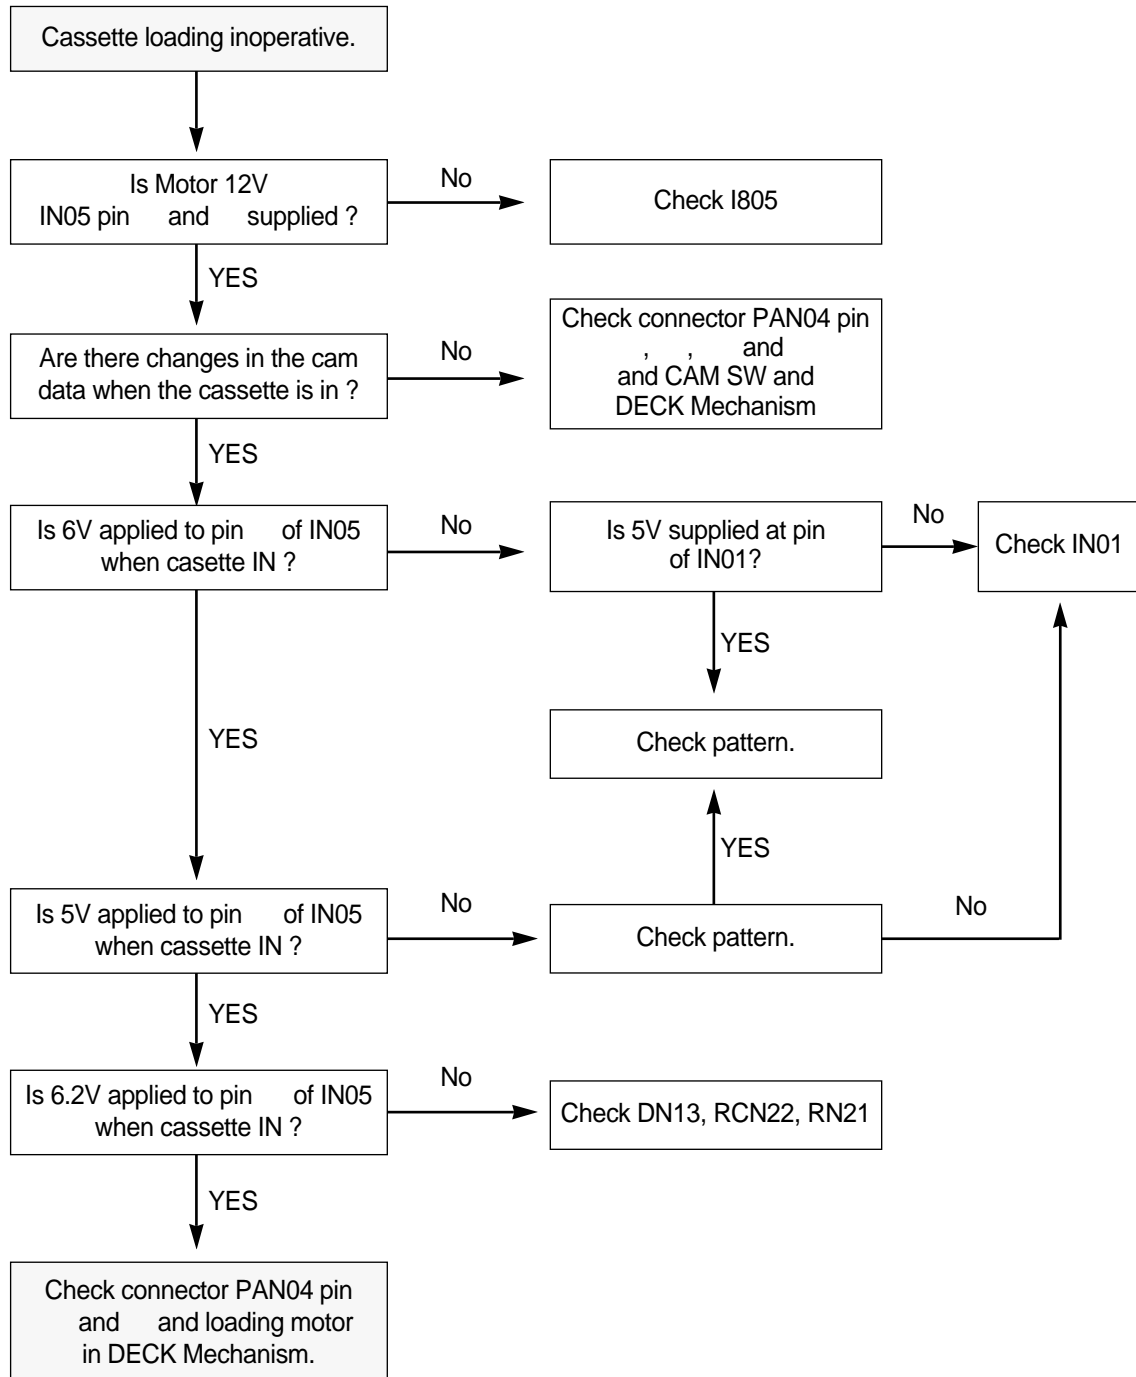 Cassette loading inoperative.
Is Motor 12V
IN05 pin and supplied ?
No
Check I805
YES
Are there changes in the cam
data when the cassette is in ?
No
Check connector PAN04 pin
, , and
and CAM SW and
DECK Mechanism
YES
Is 6V applied to pin of IN05
when casette IN ?
No
Is 5V supplied at pin
of IN01?
No
Check IN01
YES
YES
Check pattern.
YES
Is 5V applied to pin of IN05
when cassette IN ?
No
Check pattern.
No
YES
Is 6.2V applied to pin of IN05
when cassette IN ?
No
Check DN13, RCN22, RN21
YES
Check connector PAN04 pin
and and loading motor
in DECK Mechanism.